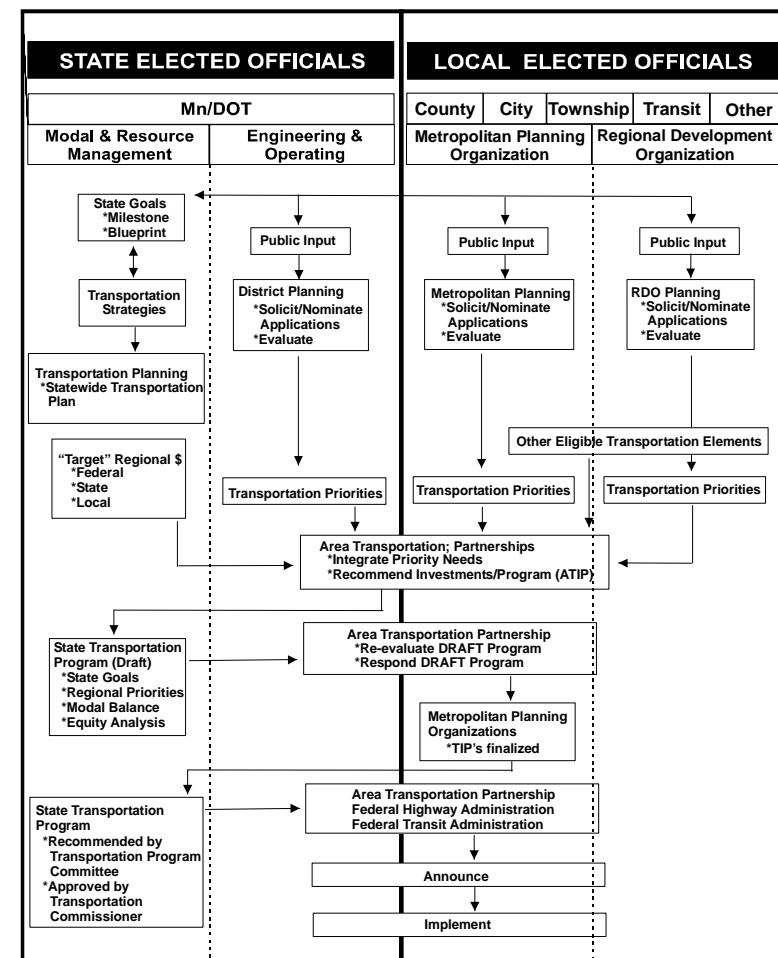 STATE ELECTED OFFICIALS
LOCAL ELECTED OFFICIALS
Mn/DOT
County
City
Township
Transit
Other
Modal & Resource
Management
Engineering &
Operating
Metropolitan Planning
Organization
Regional Development
Organization
State Goals
*Milestone
*Blueprint
Public Input
Public Input
Public Input
Transportation
Strategies
District Planning
*Solicit/Nominate
Applications
*Evaluate
Metropolitan Planning
*Solicit/Nominate
Applications
*Evaluate
RDO Planning
*Solicit/Nominate
Applications
*Evaluate
Transportation Planning
*Statewide Transportation
Plan
Other Eligible Transportation Elements
"Target" Regional $
*Federal
*State
*Local
Transportation Priorities
Transportation Priorities
Transportation Priorities
Area Transportation; Partnerships
*Integrate Priority Needs
*Recommend Investments/Program (ATIP)
State Transportation
Program (Draft)
*State Goals
*Regional Priorities
*Modal Balance
*Equity Analysis
Area Transportation Partnership
*Re-evaluate DRAFT Program
*Respond DRAFT Program
Metropolitan Planning
Organizations
*TIP's finalized
State Transportation
Program
*Recommended by
Transportation Program
Committee
*Approved by
Transportation
Commissioner
Area Transportation Partnership
Federal Highway Administration
Federal Transit Administration
Announce
Implement